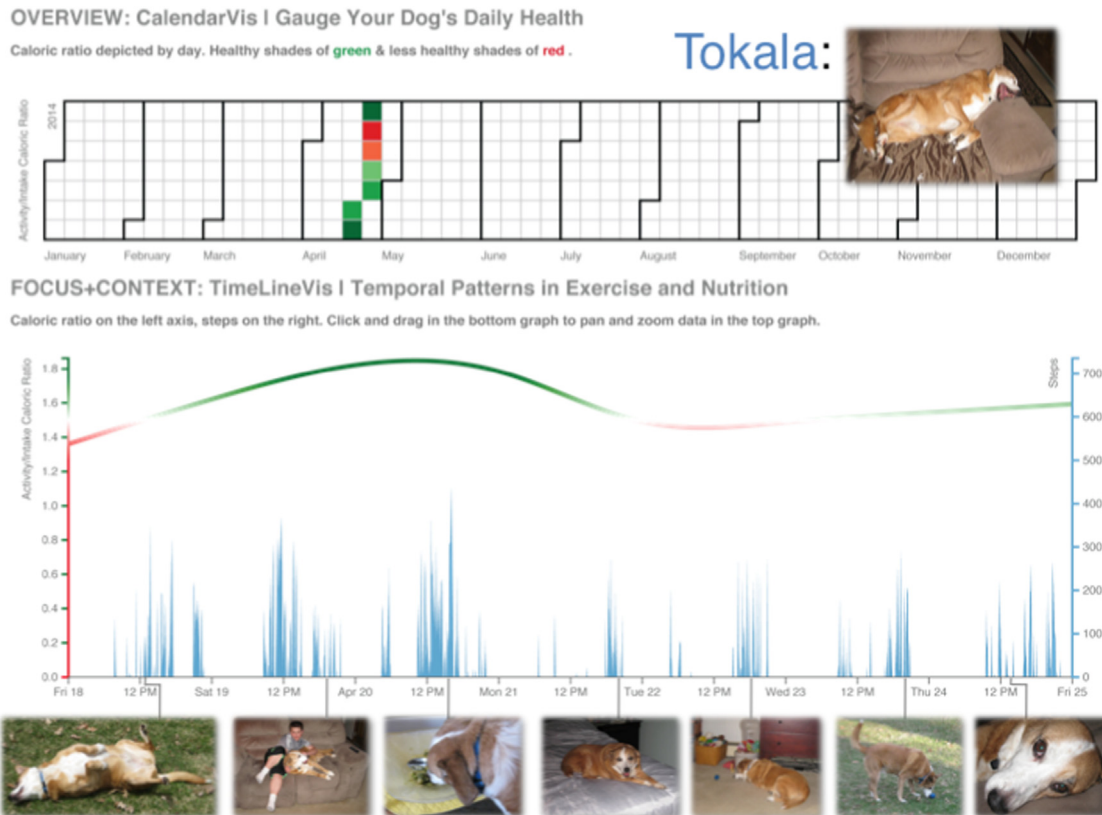 OVERVIEW: CalendarVis | Gauge Your Dog's Daily Health
Caloric ratio depicted by day. Healthy shades of green & less healthy shades of red .
Tokala:
Activity/Intake Caloric Ratio
2014
January February March April May June July August September October November December
FOCUS+CONTEXT: TimeLineVis | Temporal Patterns in Exercise and Nutrition
Caloric ratio on the left axis, steps on the right. Click and drag in the bottom graph to pan and zoom data in the top graph.
Activity/Intake Caloric Ratio
1.8
1.6
1.4
1.2
1.0
0.8
0.6
0.4
0.2
0.0
Steps
700
600
500
400
300
200
100
0
Fri 18 12 PM Sat 19 12 PM Apr 20 12 PM Mon 21 12 PM Tue 22 12 PM Wed 23 12 PM Thu 24 12 PM Fri 25